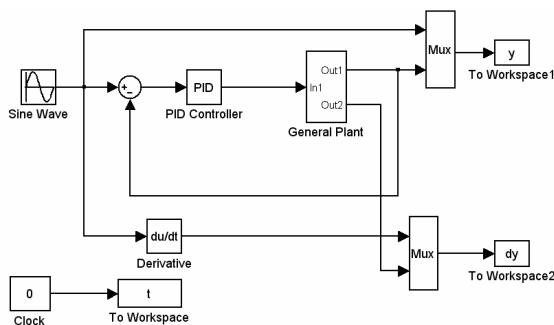 Mux
y
To Workspace1
Sine Wave
+
-
PID
PID Controller
In1
Out1
Out2
General Plant
du/dt
Derivative
Mux
dy
To Workspace2
0
Clock
t
To Workspace